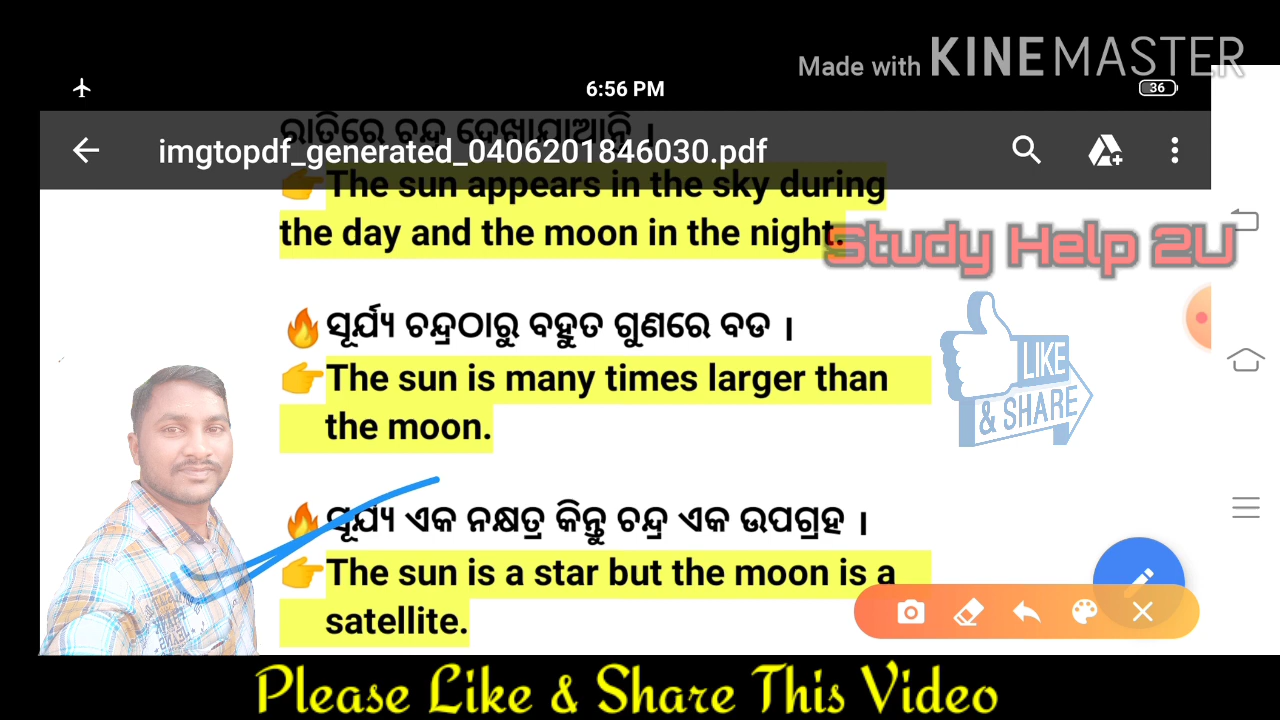 Made with KINEMASTER
6:56 PM
36
ରାତିରେ ଚନ୍ଦ୍ର ଦେଖାଯାଆନ୍ତି ।
imgtopdf_generated_0406201846030.pdf
👉The sun appears in the sky during
the day and the moon in the night.
Study Help 2U
🔥ସୂର୍ଯ୍ୟ ଚନ୍ଦ୍ରଠାରୁ ବହୁତ ଗୁଣରେ ବଡ ।
👉The sun is many times larger than
the moon.
LIKE
& SHARE
🔥ସୂର୍ଯ୍ୟ ଏକ ନକ୍ଷତ୍ର କିନ୍ତୁ ଚନ୍ଦ୍ର ଏକ ଉପଗ୍ରହ ।
👉The sun is a star but the moon is a
satellite.
Please Like & Share This Video